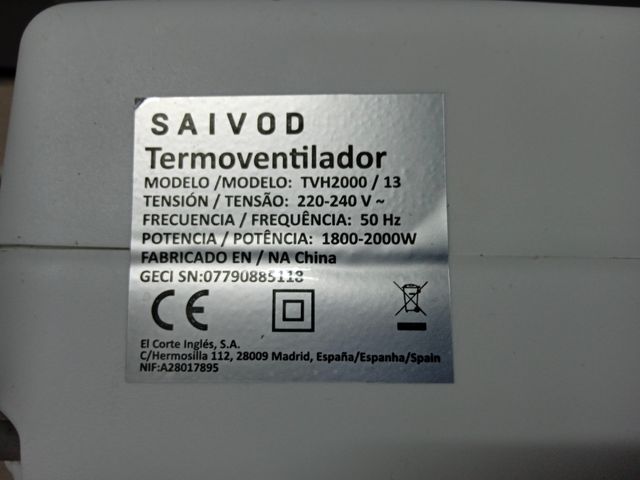 SAIVOD
Termoventilador
MODELO /MODELO: TVH2000 / 13
TENSIÓN / TENSÃO: 220-240 V ~
FRECUENCIA / FREQUÊNCIA: 50 Hz
POTENCIA / POTÊNCIA: 1800-2000W
FABRICADO EN / NA China
GECI SN:07790885118
CE
El Corte Inglés, S.A.
C/Hermosilla 112, 28009 Madrid, España/Espanha/Spain
NIF:A28017895